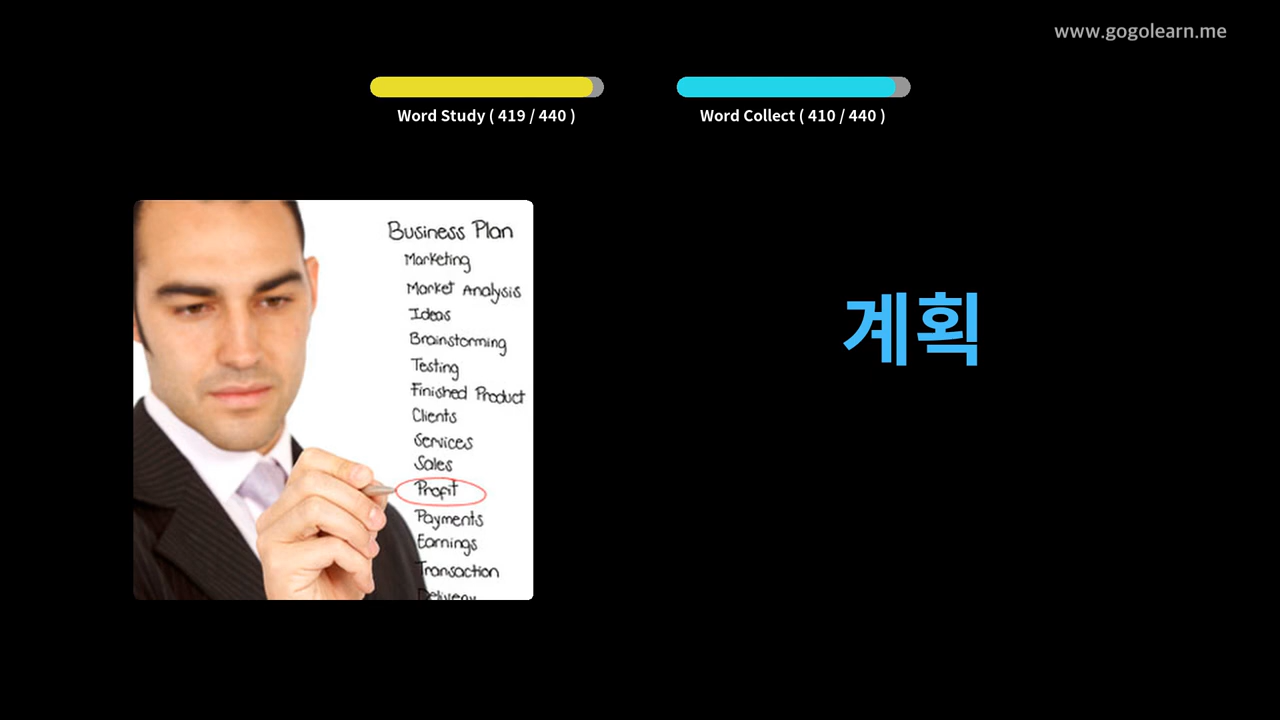 www.gogolearn.me
Word Study ( 419 / 440 )
Word Collect ( 410 / 440 )
Business Plan
Marketing
Market Analysis
Ideas
Brainstorming
Testing
Finished Product
Clients
Services
Sales
Profit
Payments
Earnings
Transaction
Delivery
계획